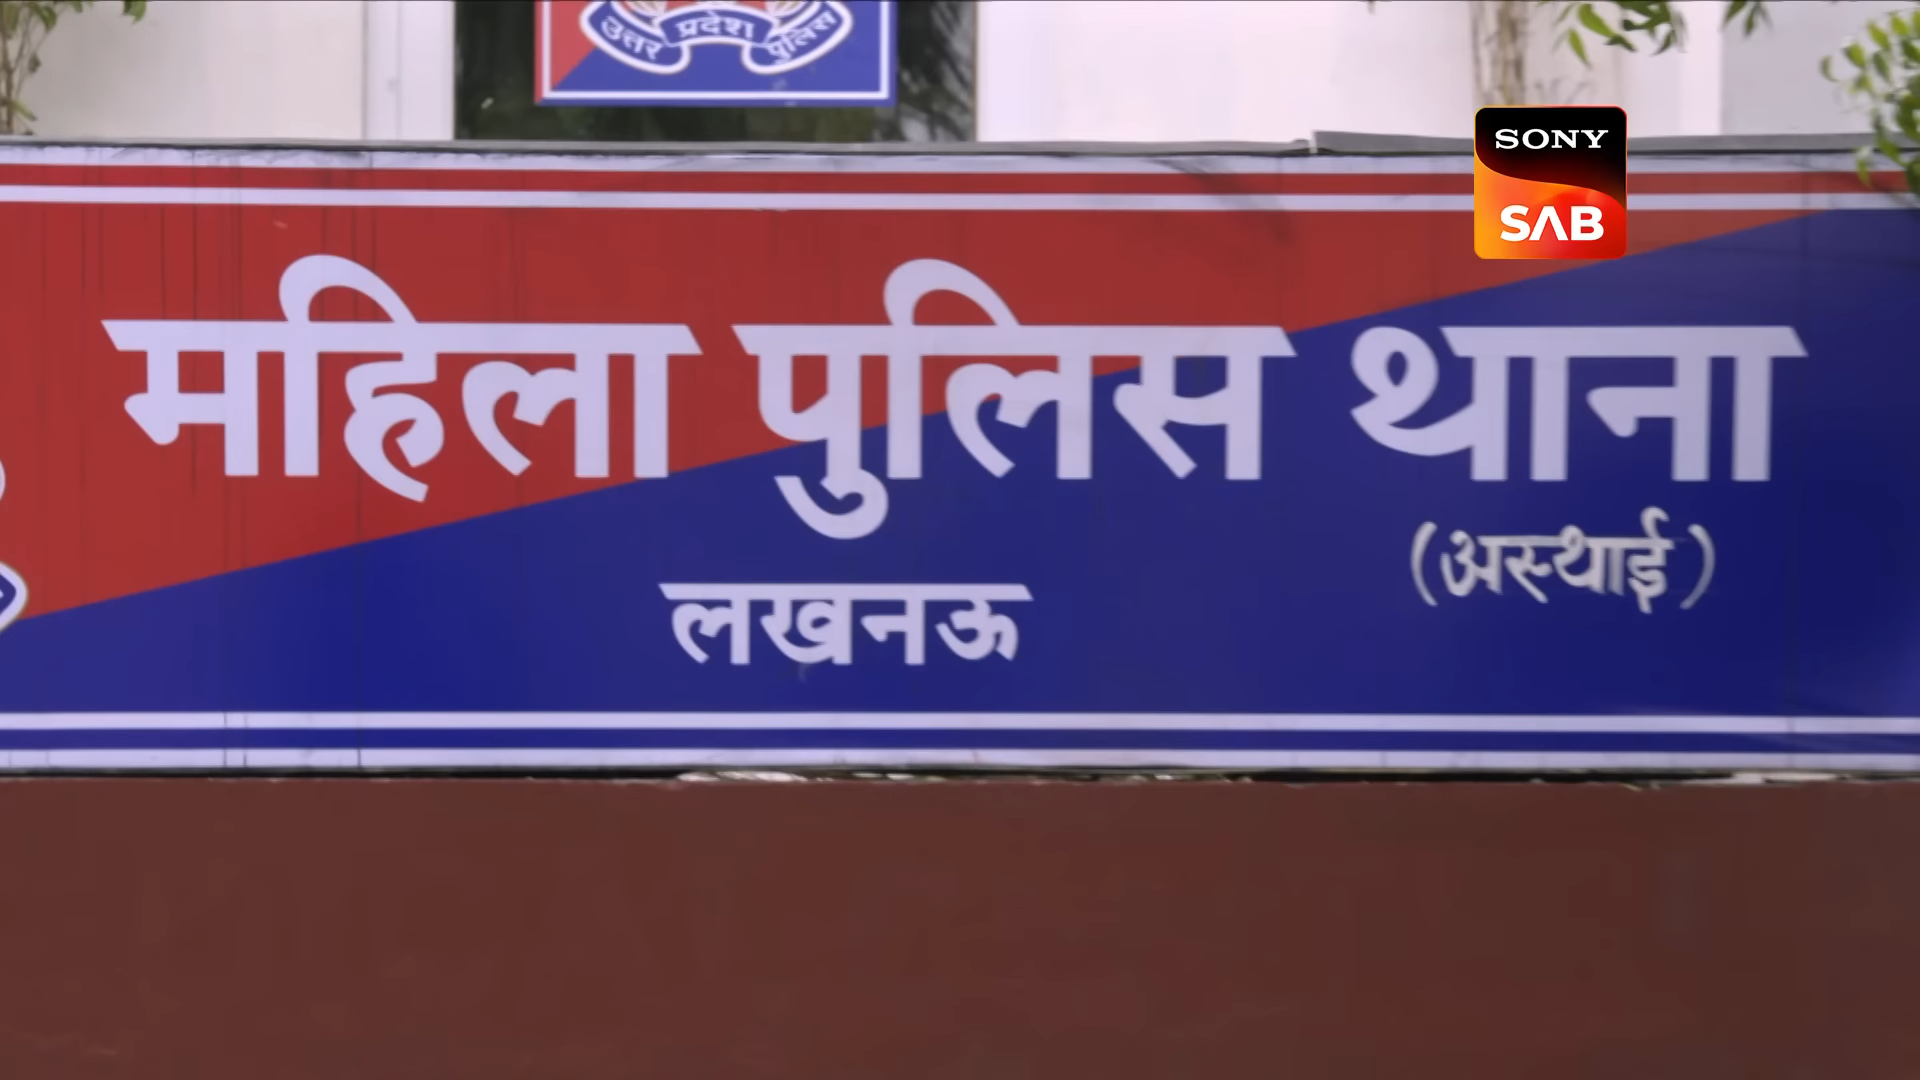 उत्तर प्रदेश पुलिस
SONY
SAB
महिला पुलिस थाना
(अस्थाई)
लखनऊ